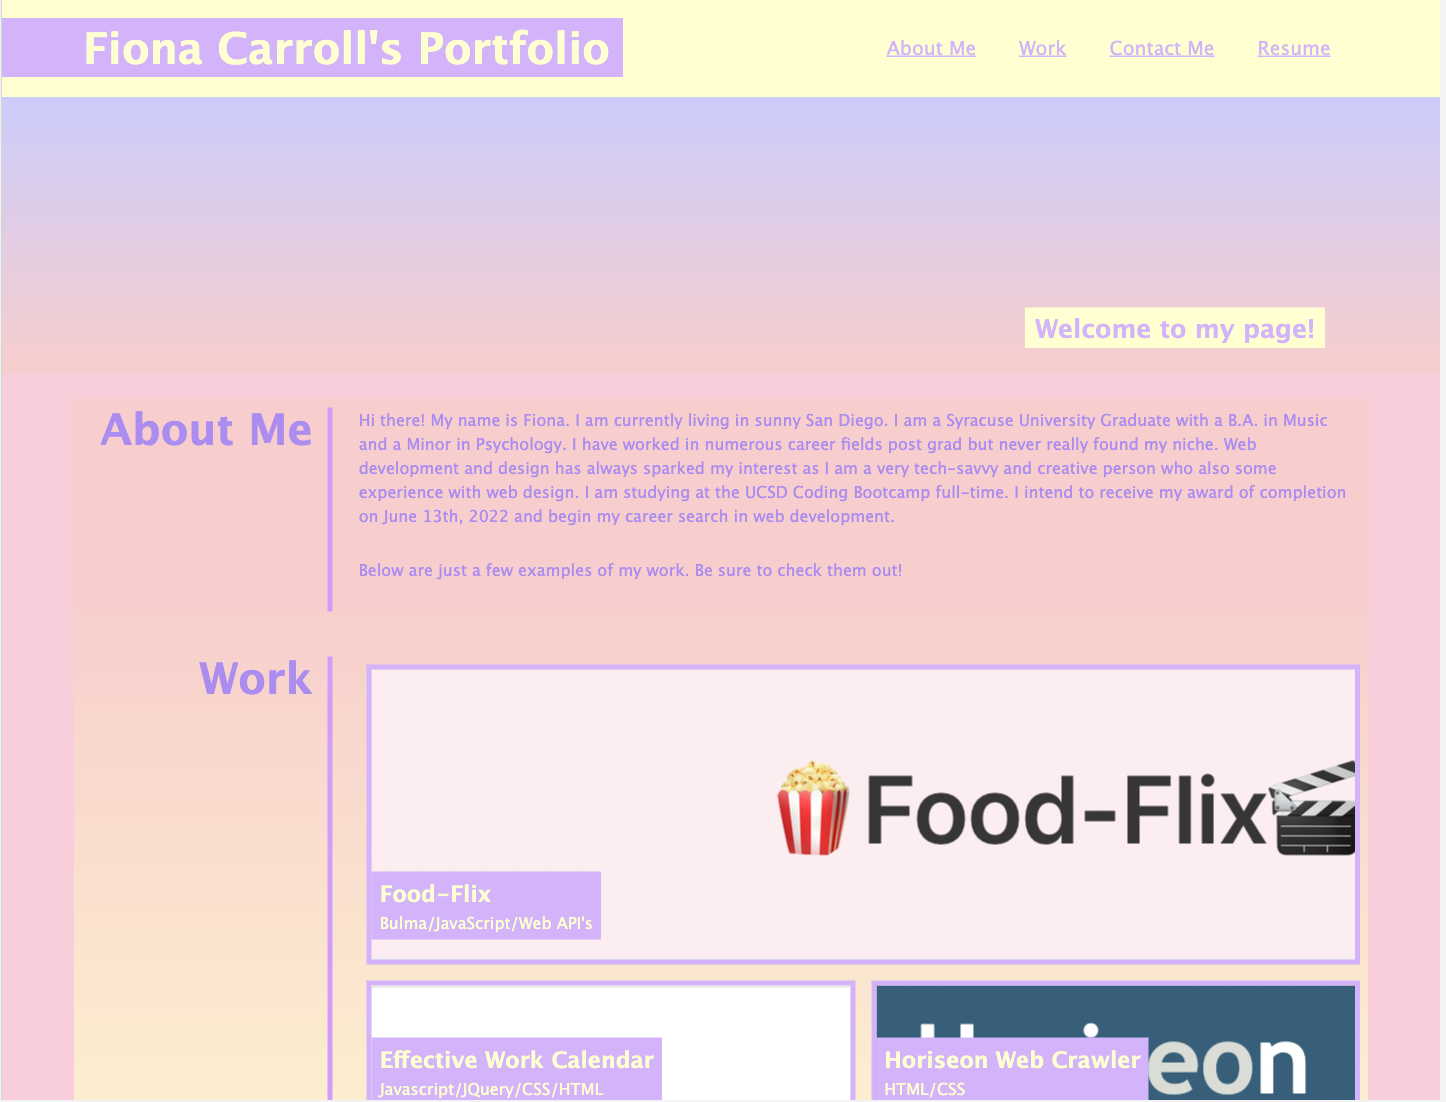 Fiona Carroll's Portfolio
About Me Work Contact Me Resume
Welcome to my page!
About Me
Hi there! My name is Fiona. I am currently living in sunny San Diego. I am a Syracuse University Graduate with a B.A. in Music
and a Minor in Psychology. I have worked in numerous career fields post grad but never really found my niche. Web
development and design has always sparked my interest as I am a very tech-savvy and creative person who also some
experience with web design. I am studying at the UCSD Coding Bootcamp full-time. I intend to receive my award of completion
on June 13th, 2022 and begin my career search in web development.
Below are just a few examples of my work. Be sure to check them out!
Work
Food-Flix
Food-Flix
Bulma/JavaScript/Web API's
Effective Work Calendar
Javascript/JQuery/CSS/HTML
Horiseon
Horiseon Web Crawler
HTML/CSS